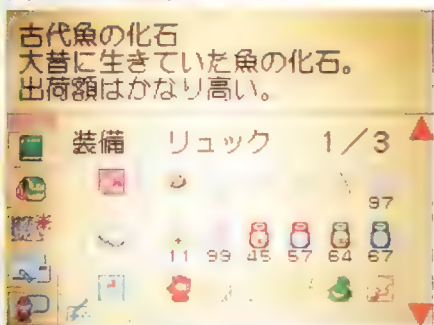 古代魚の化石
大昔に生きていた魚の化石。
出荷額はかなり高い。
装備 リュック 1／3
97
11 99 45 57 64 67